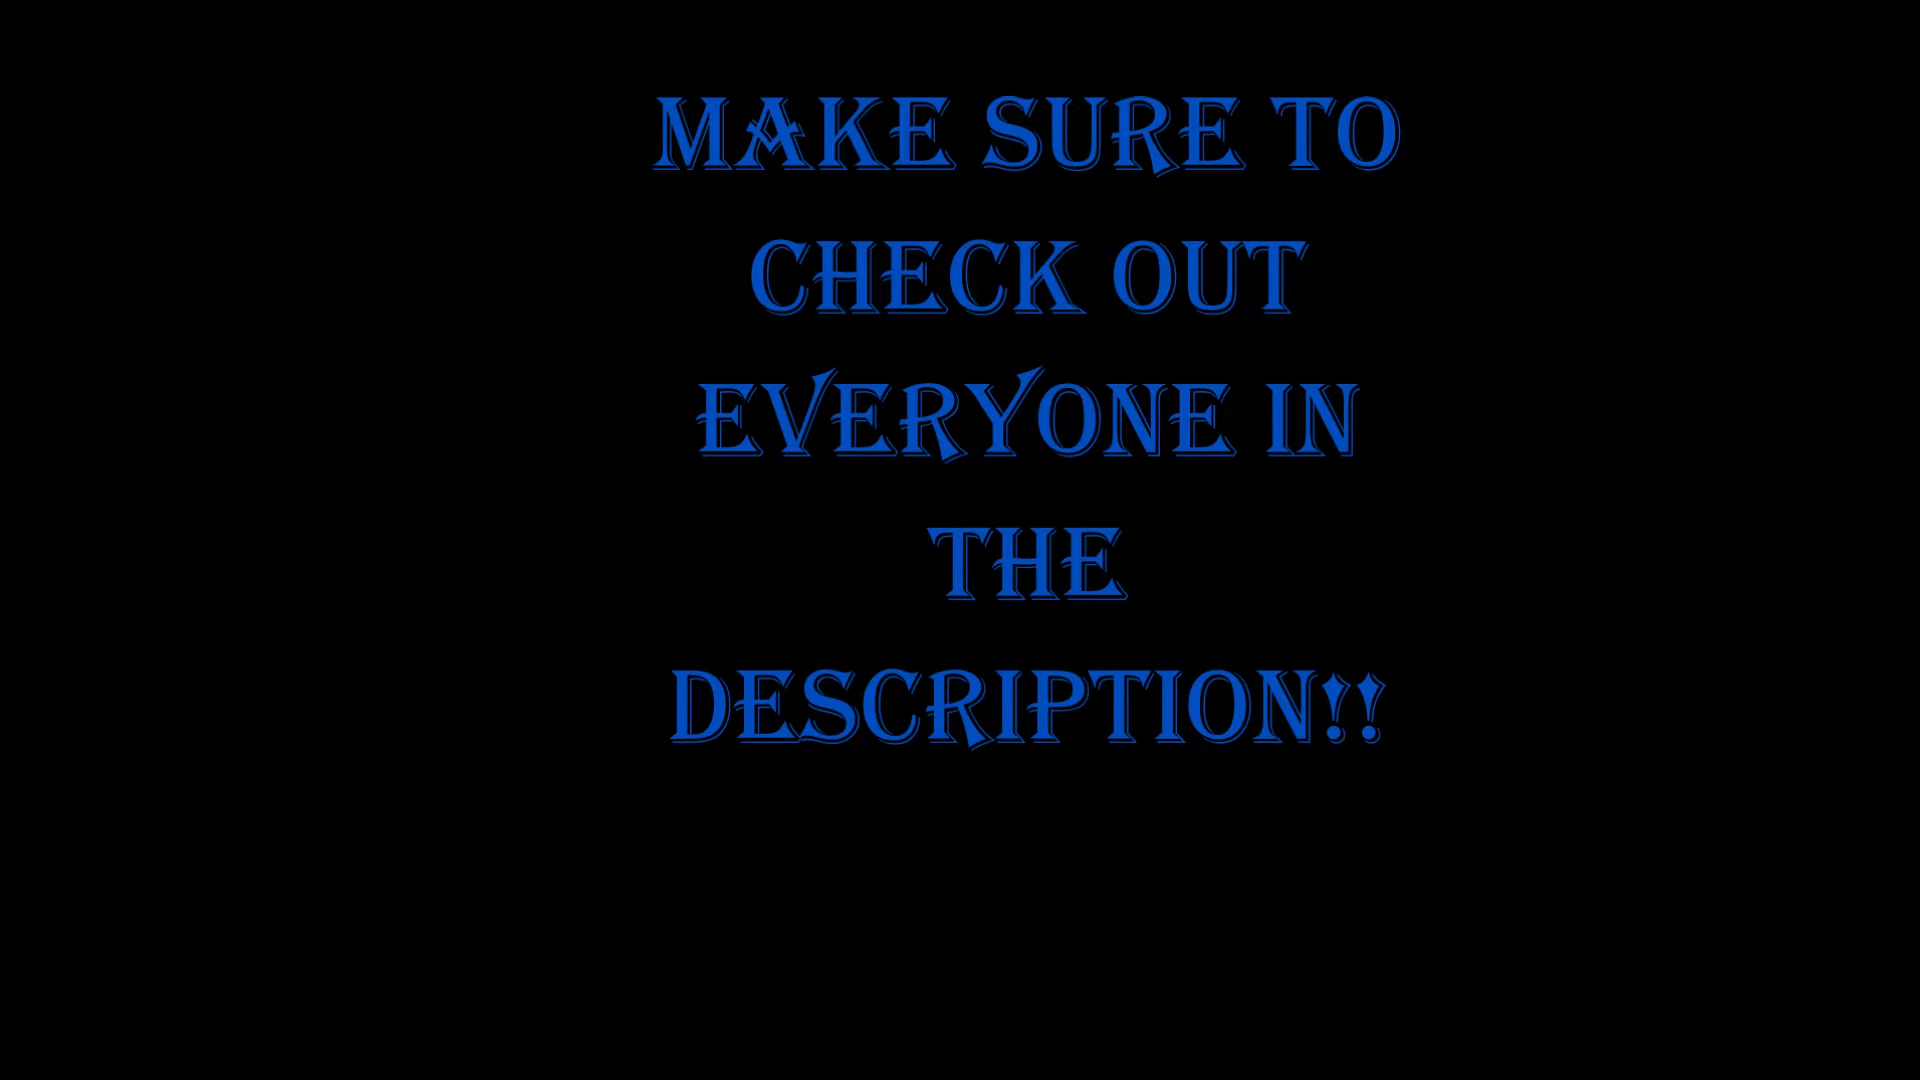 MAKE SURE TO
CHECK OUT
EVERYONE IN
THE
DESCRIPTION!!